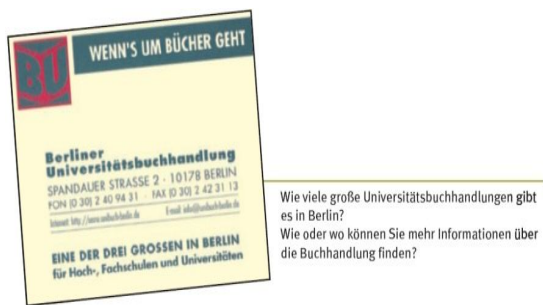 BU
WENN'S UM BÜCHER GEHT
Berliner
Universitätsbuchhandlung
SPANDAUER STRASSE 2 · 10178 BERLIN
FON (0 30) 2 40 94 31 · FAX (0 30) 2 42 31 13
EINE DER DREI GROSSEN IN BERLIN
für Hoch-, Fachschulen und Universitäten
Wie viele große Universitätsbuchhandlungen gibt
es in Berlin?
Wie oder wo können Sie mehr Informationen über
die Buchhandlung finden?